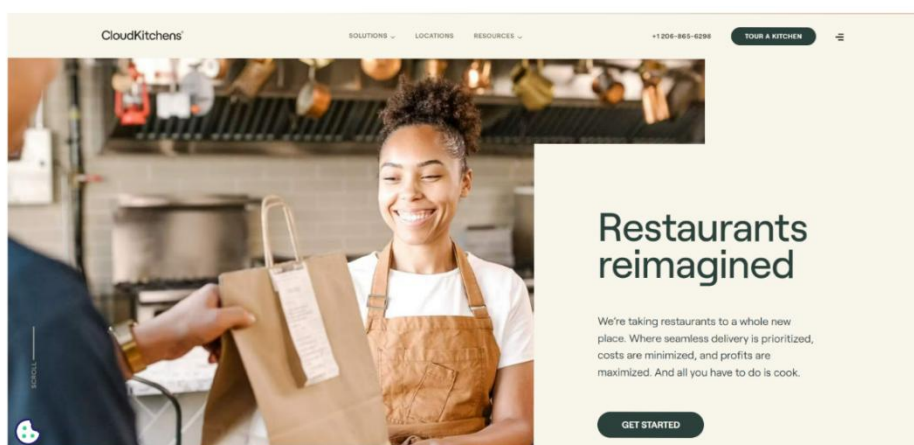 CloudKitchens®
SOLUTIONS
LOCATIONS
RESOURCES
+1 206-865-6298
TOUR A KITCHEN
Restaurants
reimagined
We're taking restaurants to a whole new
place. Where seamless delivery is prioritized,
costs are minimized, and profits are
maximized. And all you have to do is cook.
SCROLL
GET STARTED